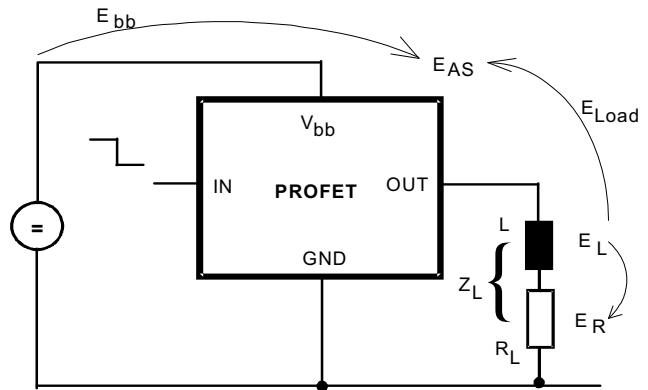 E bb
E AS
E Load
V bb
IN
PROFET
OUT
L
E L
GND
Z L {
E R
R L
=